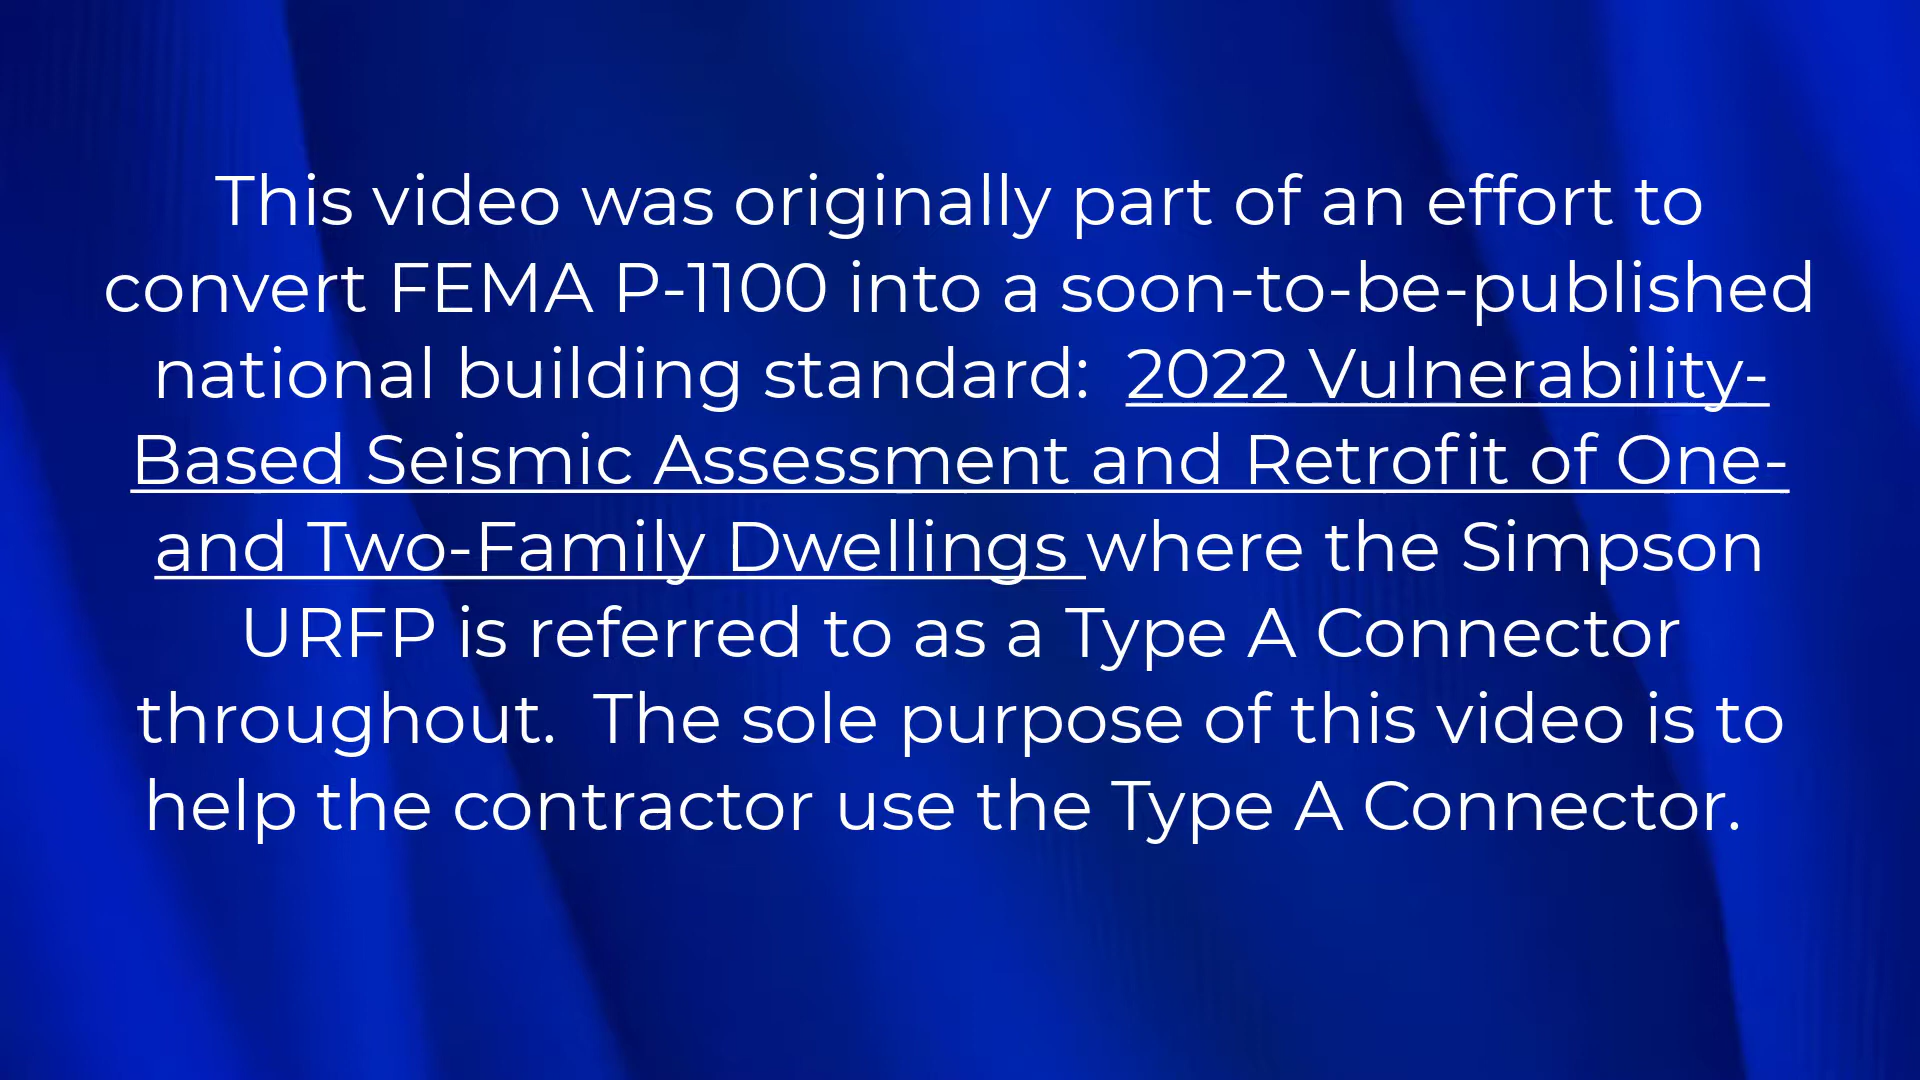 This video was originally part of an effort to
convert FEMA P-1100 into a soon-to-be-published
national building standard:  2022 Vulnerability-
Based Seismic Assessment and Retrofit of One-
and Two-Family Dwellings where the Simpson
URFP is referred to as a Type A Connector
throughout.  The sole purpose of this video is to
help the contractor use the Type A Connector.